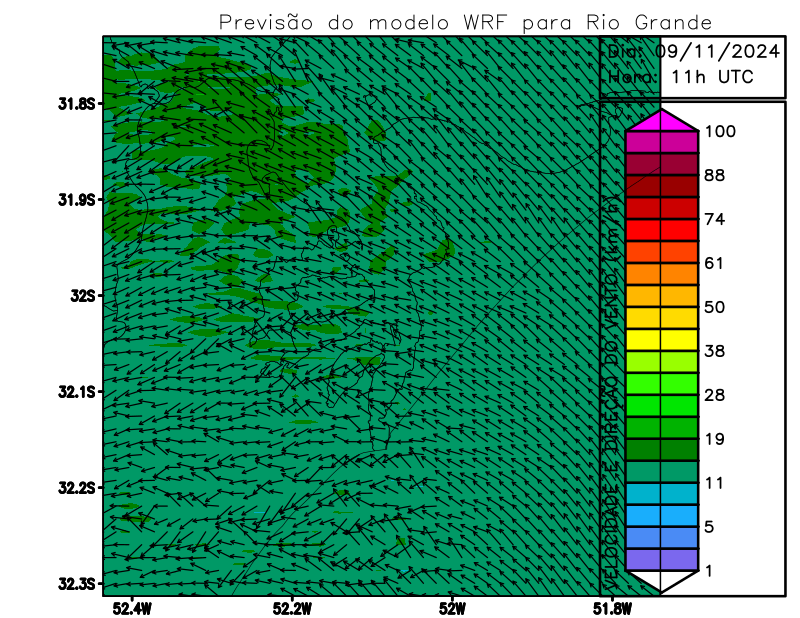 Previsão do modelo WRF para Rio Grande
Dia: 09/11/2024
Hora: 11h UTC
31.8S
31.9S
32S
32.1S
32.2S
32.3S
52.4W
52.2W
52W
51.8W
VELOCIDADE E DIREÇÃO DO VENTO (km/h)
100
88
74
61
50
38
28
19
11
5
1